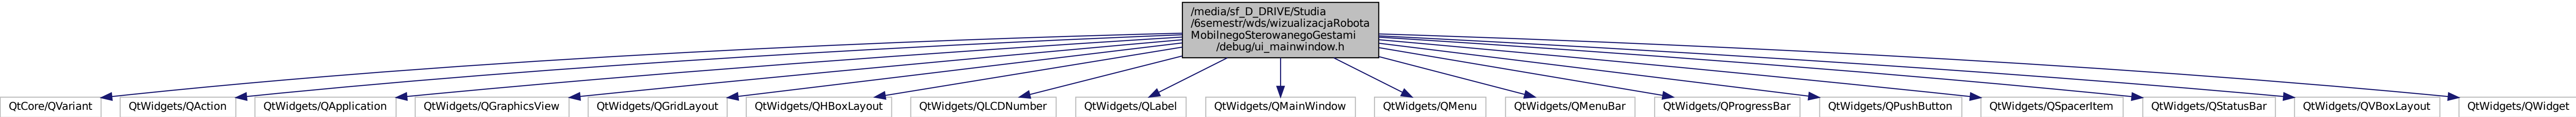 /media/sf_D_DRIVE/Studia
/6semestr/wds/wizualizacjaRobota
MobilnegoSterowanegoGestami
/debug/ui_mainwindow.h
QtCore/QVariant
QtWidgets/QAction
QtWidgets/QApplication
QtWidgets/QGraphicsView
QtWidgets/QGridLayout
QtWidgets/QHBoxLayout
QtWidgets/QLCDNumber
QtWidgets/QLabel
QtWidgets/QMainWindow
QtWidgets/QMenu
QtWidgets/QMenuBar
QtWidgets/QProgressBar
QtWidgets/QPushButton
QtWidgets/QSpacerItem
QtWidgets/QStatusBar
QtWidgets/QVBoxLayout
QtWidgets/QWidget